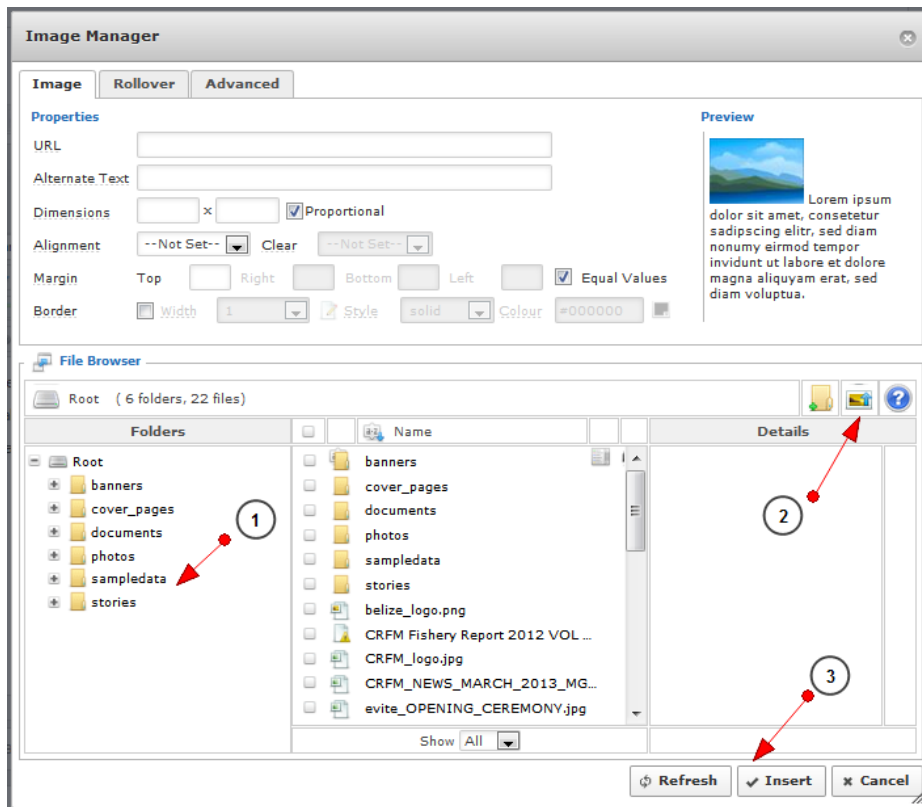 Image Manager
Image Rollover Advanced
Properties
Preview
URL
Alternate Text
Dimensions x Proportional
Alignment --Not Set-- Clear --Not Set--
Margin Top Right Bottom Left Equal Values
Border Width 1 Style solid Colour #000000
Lorem ipsum
dolor sit amet, consetetur
sadipscing elitr, sed diam
nonumy eirmod tempor
invidunt ut labore et dolore
magna aliquyam erat, sed
diam voluptua.
File Browser
Root ( 6 folders, 22 files)
Folders
Name
Details
Root
banners
cover_pages
documents
photos
sampledata
stories
1
banners
cover_pages
documents
photos
sampledata
stories
belize_logo.png
CRFM Fishery Report 2012 VOL ...
CRFM_logo.jpg
CRFM_NEWS_MARCH_2013_MG...
evite_OPENING_CEREMONY.jpg
2
3
Show All
Refresh Insert Cancel